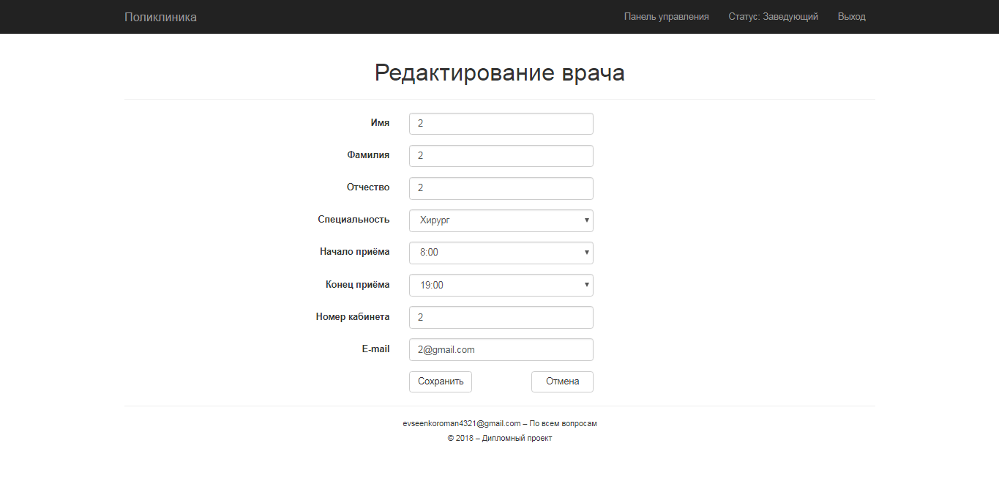 Поликлиника Панель управления Статус: Заведующий Выход
Редактирование врача
Имя 2
Фамилия 2
Отчество 2
Специальность Хирург
Начало приёма 8:00
Конец приёма 19:00
Номер кабинета 2
E-mail 2@gmail.com
Сохранить Отмена
evseenkoroman4321@gmail.com – По всем вопросам
© 2018 – Дипломный проект